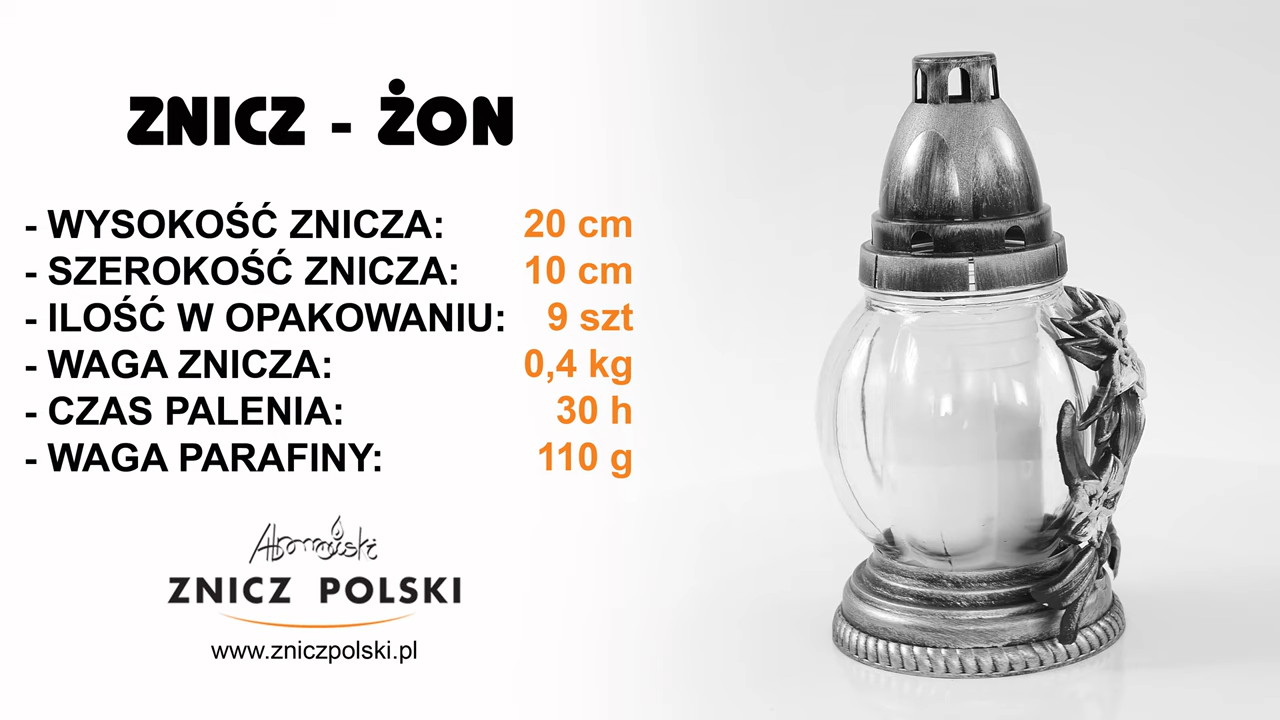 ZNICZ - ŻON
- WYSOKOŚĆ ZNICZA: 20 cm
- SZEROKOŚĆ ZNICZA: 10 cm
- ILOŚĆ W OPAKOWANIU: 9 szt
- WAGA ZNICZA: 0,4 kg
- CZAS PALENIA: 30 h
- WAGA PARAFINY: 110 g
ZNICZ POLSKI
www.zniczpolski.pl